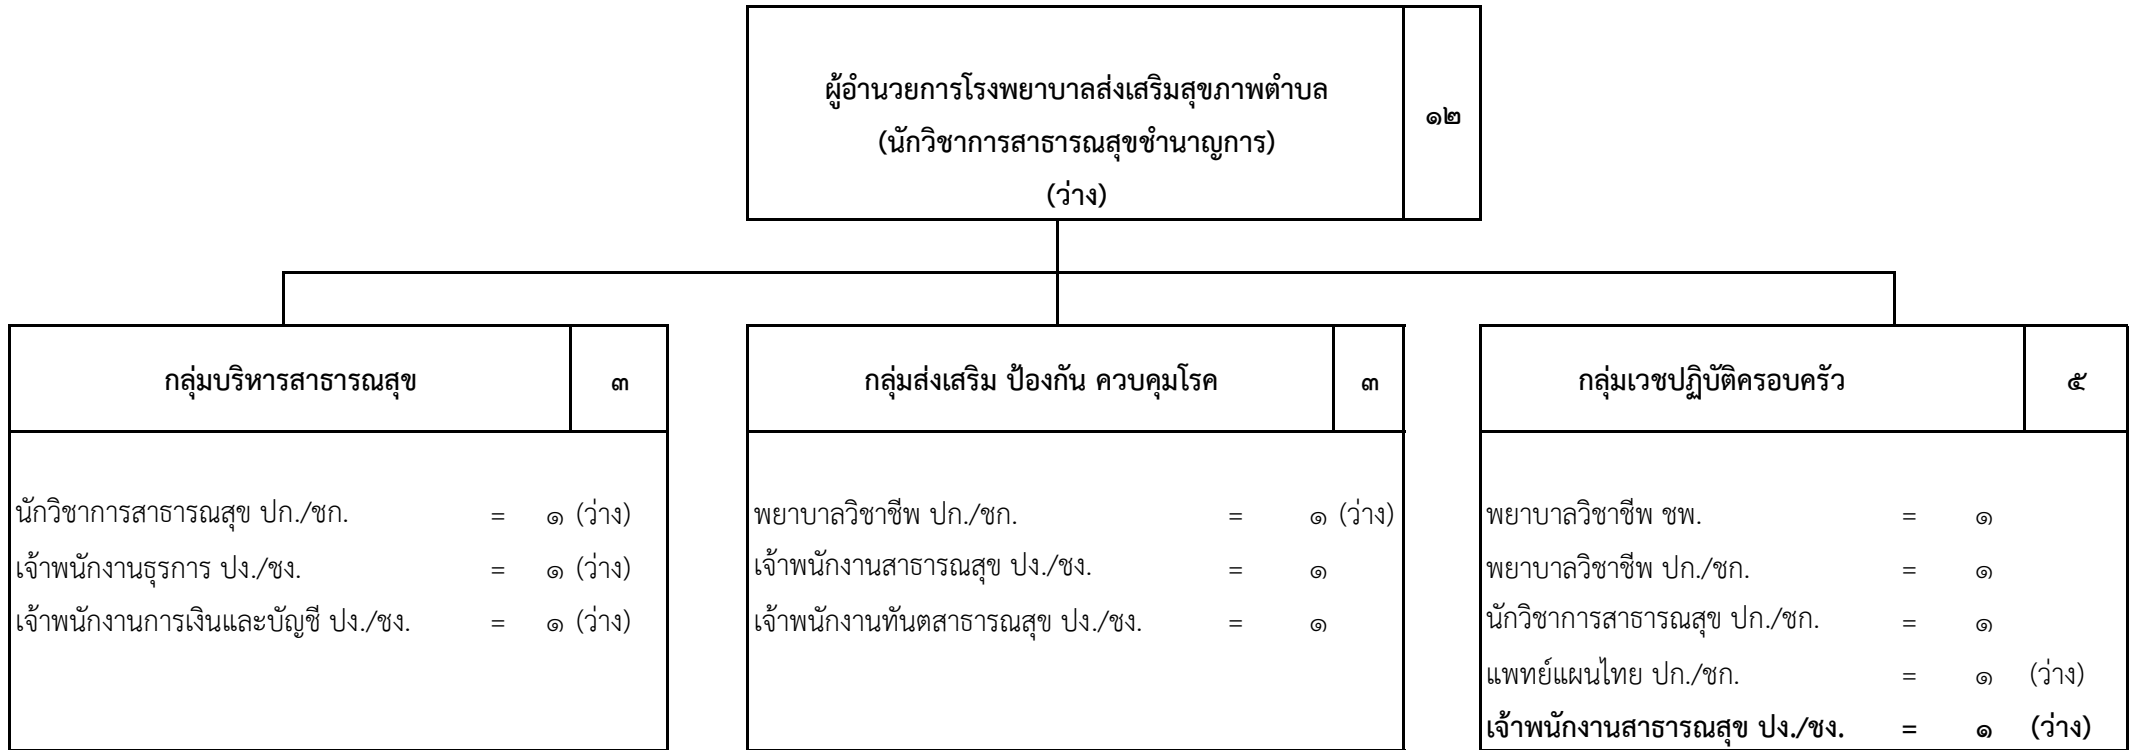 ผู้อำนวยการโรงพยาบาลส่งเสริมสุขภาพตำบล
(นักวิชาการสาธารณสุขชำนาญการ)
(ว่าง)
๑๒
กลุ่มบริหารสาธารณสุข ๓
นักวิชาการสาธารณสุข ปก./ชก. = ๑ (ว่าง)
เจ้าพนักงานธุรการ ปง./ชง. = ๑ (ว่าง)
เจ้าพนักงานการเงินและบัญชี ปง./ชง. = ๑ (ว่าง)
กลุ่มส่งเสริม ป้องกัน ควบคุมโรค ๓
พยาบาลวิชาชีพ ปก./ชก. = ๑ (ว่าง)
เจ้าพนักงานสาธารณสุข ปง./ชง. = ๑
เจ้าพนักงานทันตสาธารณสุข ปง./ชง. = ๑
กลุ่มเวชปฏิบัติครอบครัว ๕
พยาบาลวิชาชีพ ชพ. = ๑
พยาบาลวิชาชีพ ปก./ชก. = ๑
นักวิชาการสาธารณสุข ปก./ชก. = ๑
แพทย์แผนไทย ปก./ชก. = ๑ (ว่าง)
เจ้าพนักงานสาธารณสุข ปง./ชง. = ๑ (ว่าง)